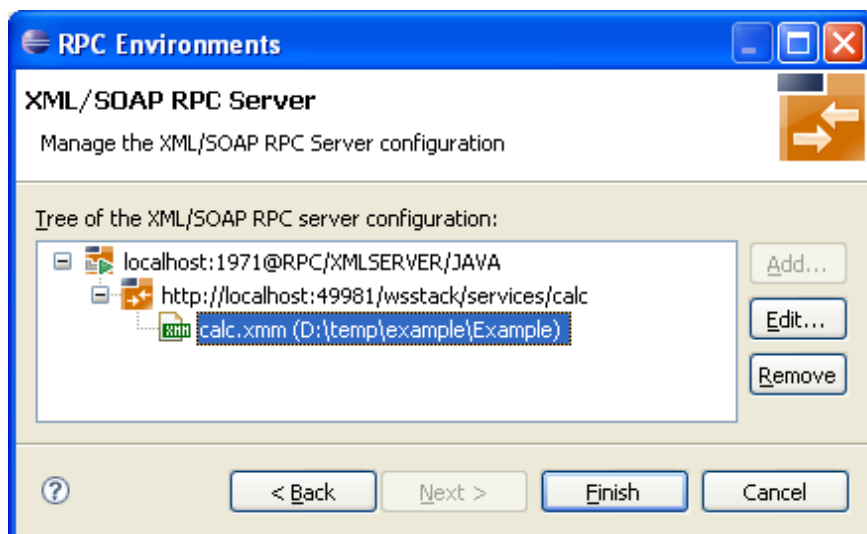 RPC Environments
XML/SOAP RPC Server
Manage the XML/SOAP RPC Server configuration
Tree of the XML/SOAP RPC server configuration:
localhost:1971@RPC/XMLSERVER/JAVA
http://localhost:49981/wsstack/services/calc
calc.xmm (D:\temp\example\Example)
Add...
Edit...
Remove
? < Back Next > Finish Cancel